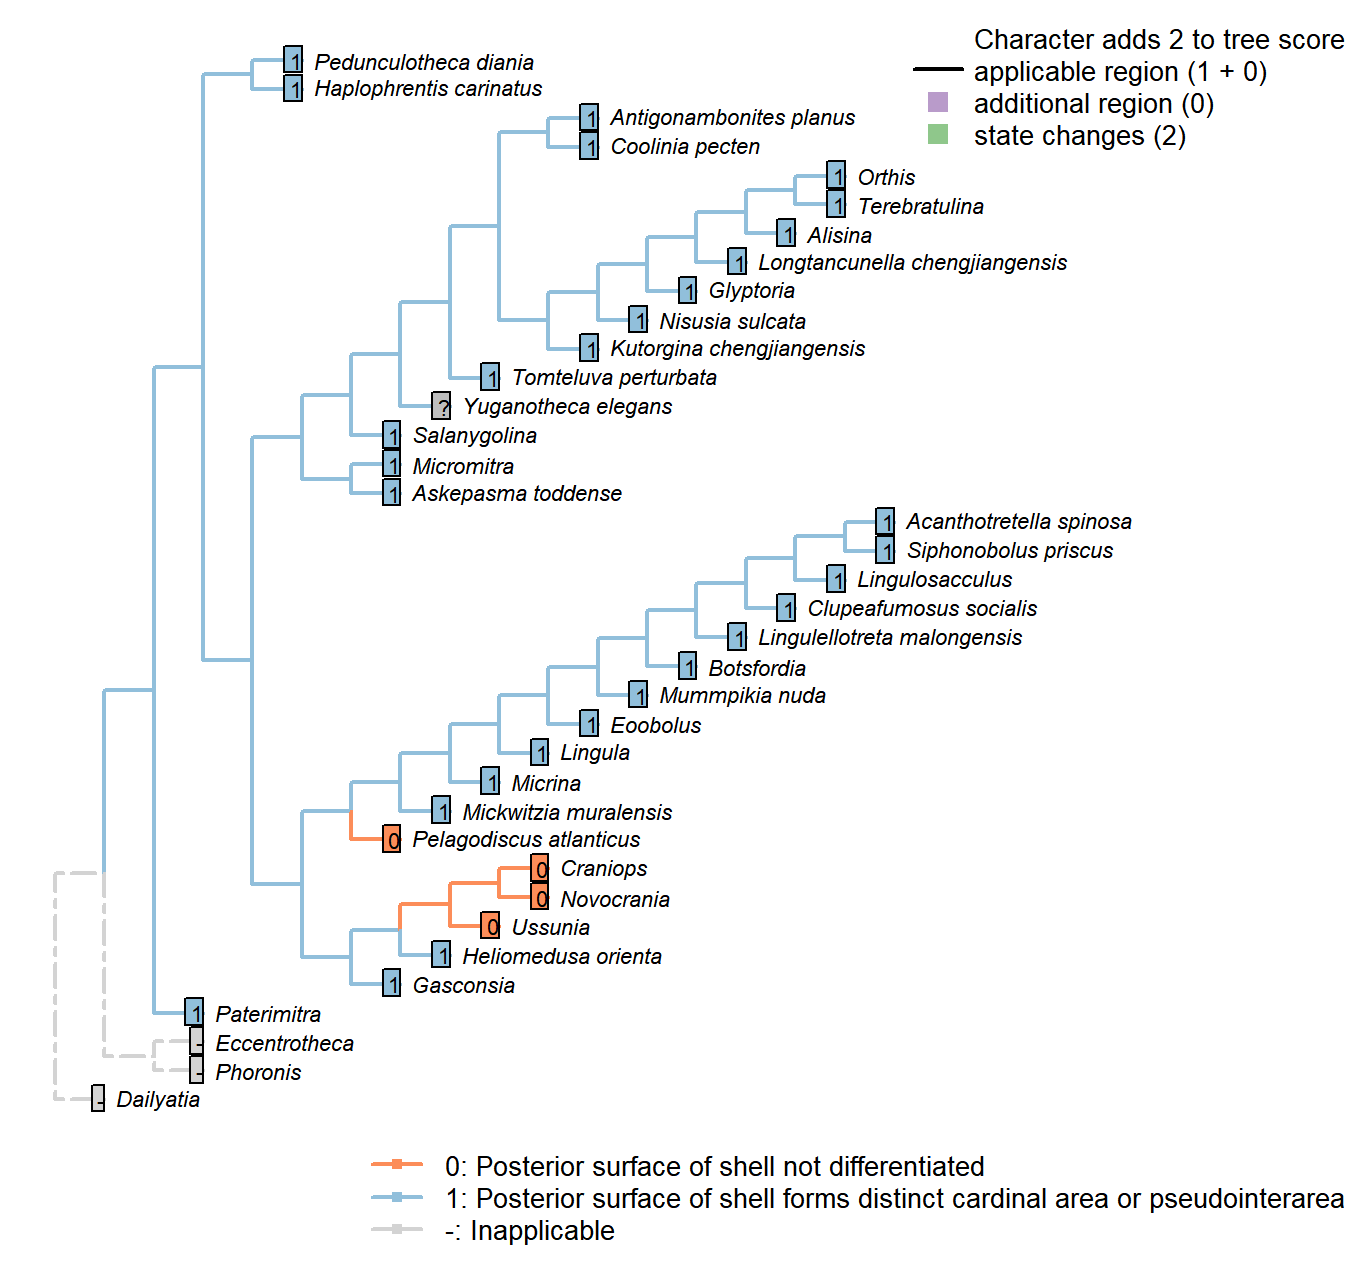 Character adds 2 to tree score
applicable region (1 + 0)
additional region (0)
state changes (2)
1 Pedunculotheca diania
1 Haplophrentis carinatus
1 Antigonambonites planus
1 Coolinia pecten
1 Orthis
1 Terebratulina
1 Alisina
1 Longtancunella chengjiangensis
1 Glyptoria
1 Nisusia sulcata
1 Kutorgina chengjiangensis
1 Tomteluva perturbata
? Yuganotheca elegans
1 Salanygolina
1 Micromitra
1 Askepasma toddense
1 Acanthotretella spinosa
1 Siphonobolus priscus
1 Lingulosacculus
1 Clupeafumosus socialis
1 Lingulellotreta malongensis
1 Botsfordia
1 Mummpikia nuda
1 Eoobolus
1 Lingula
1 Micrina
1 Mickwitzia muralensis
0 Pelagodiscus atlanticus
0 Craniops
0 Novocrania
0 Ussunia
1 Heliomedusa orienta
1 Gasconsia
1 Paterimitra
- Eccentrotheca
- Phoronis
- Dailyatia
0: Posterior surface of shell not differentiated
1: Posterior surface of shell forms distinct cardinal area or pseudointerarea
-: Inapplicable